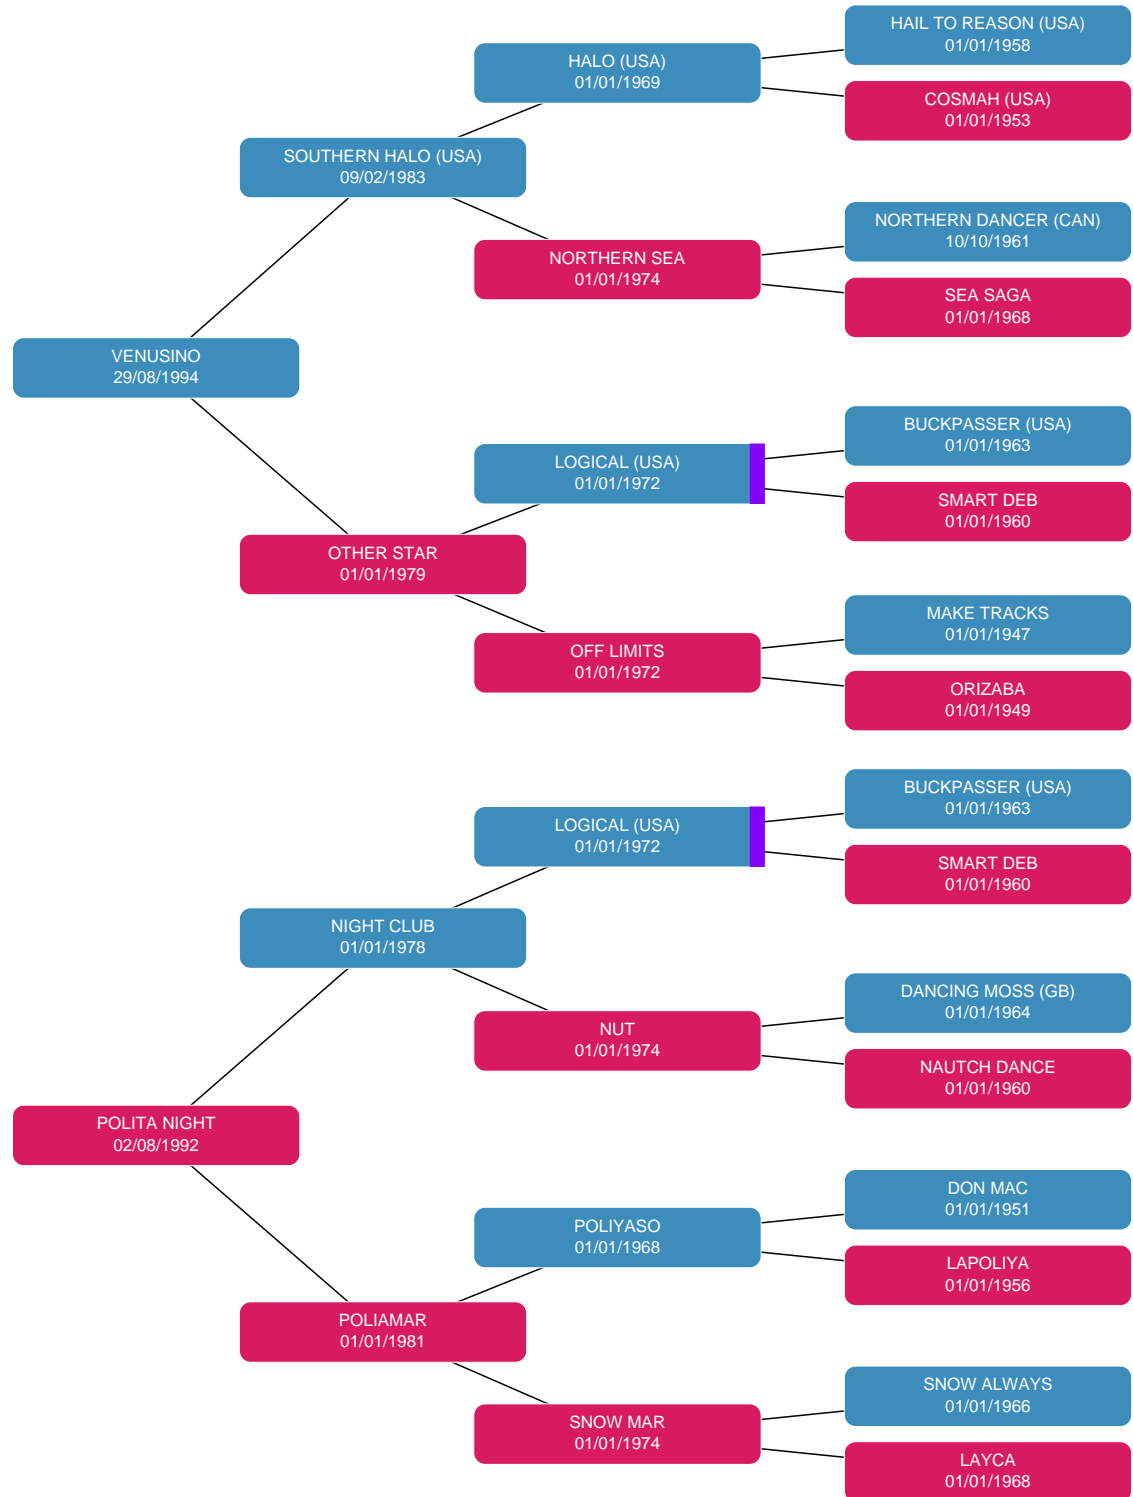 HAIL TO REASON (USA)
01/01/1958
HALO (USA)
01/01/1969
COSMAH (USA)
01/01/1953
SOUTHERN HALO (USA)
09/02/1983
NORTHERN DANCER (CAN)
10/10/1961
NORTHERN SEA
01/01/1974
SEA SAGA
01/01/1968
VENUSINO
29/08/1994
BUCKPASSER (USA)
01/01/1963
LOGICAL (USA)
01/01/1972
SMART DEB
01/01/1960
OTHER STAR
01/01/1979
MAKE TRACKS
01/01/1947
OFF LIMITS
01/01/1972
ORIZABA
01/01/1949
BUCKPASSER (USA)
01/01/1963
LOGICAL (USA)
01/01/1972
SMART DEB
01/01/1960
NIGHT CLUB
01/01/1978
DANCING MOSS (GB)
01/01/1964
NUT
01/01/1974
NAUTCH DANCE
01/01/1960
POLITA NIGHT
02/08/1992
DON MAC
01/01/1951
POLIYASO
01/01/1968
LAPOLIYA
01/01/1956
POLIAMAR
01/01/1981
SNOW ALWAYS
01/01/1966
SNOW MAR
01/01/1974
LAYCA
01/01/1968